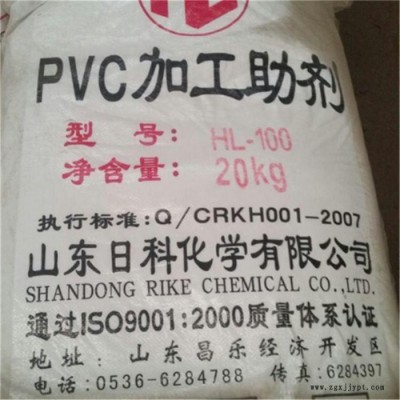 PVC加工助剂
型号: HL-100
净含量: 20kg
执行标准:Q/CRKH001-2007
山东日科化学有限公司
SHANDONG RIKE CHEMICAL CO.,LTD.
通过ISO9001:2000质量体系认证
地址: 山东昌乐经济开发区
电话: 0536-6284788 传真:6284397
www.zgxjjypt.com